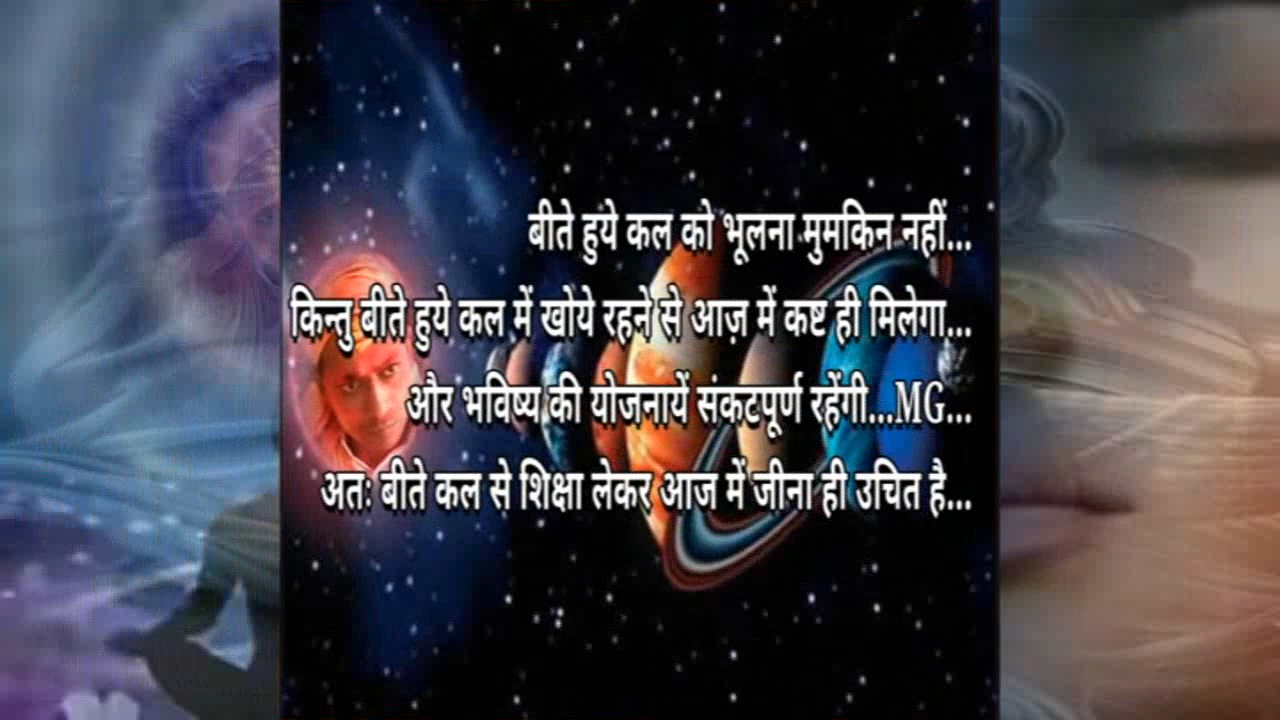 बीते हुये कल को भूलना मुमकिन नहीं...
किन्तु बीते हुये कल में खोये रहने से आज़ में कष्ट ही मिलेगा...
और भविष्य की योजनायें संकटपूर्ण रहेंगी...MG...
अतः बीते कल से शिक्षा लेकर आज में जीना ही उचित है...